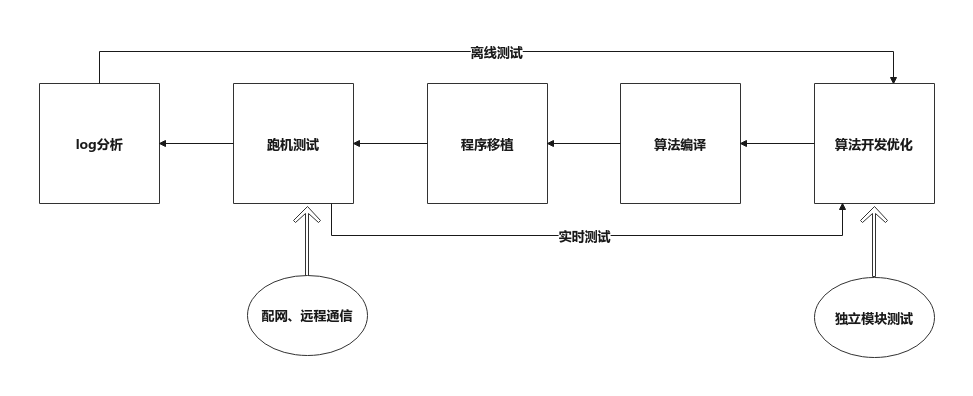 离线测试
log分析
跑机测试
程序移植
算法编译
算法开发优化
实时测试
配网、远程通信
独立模块测试